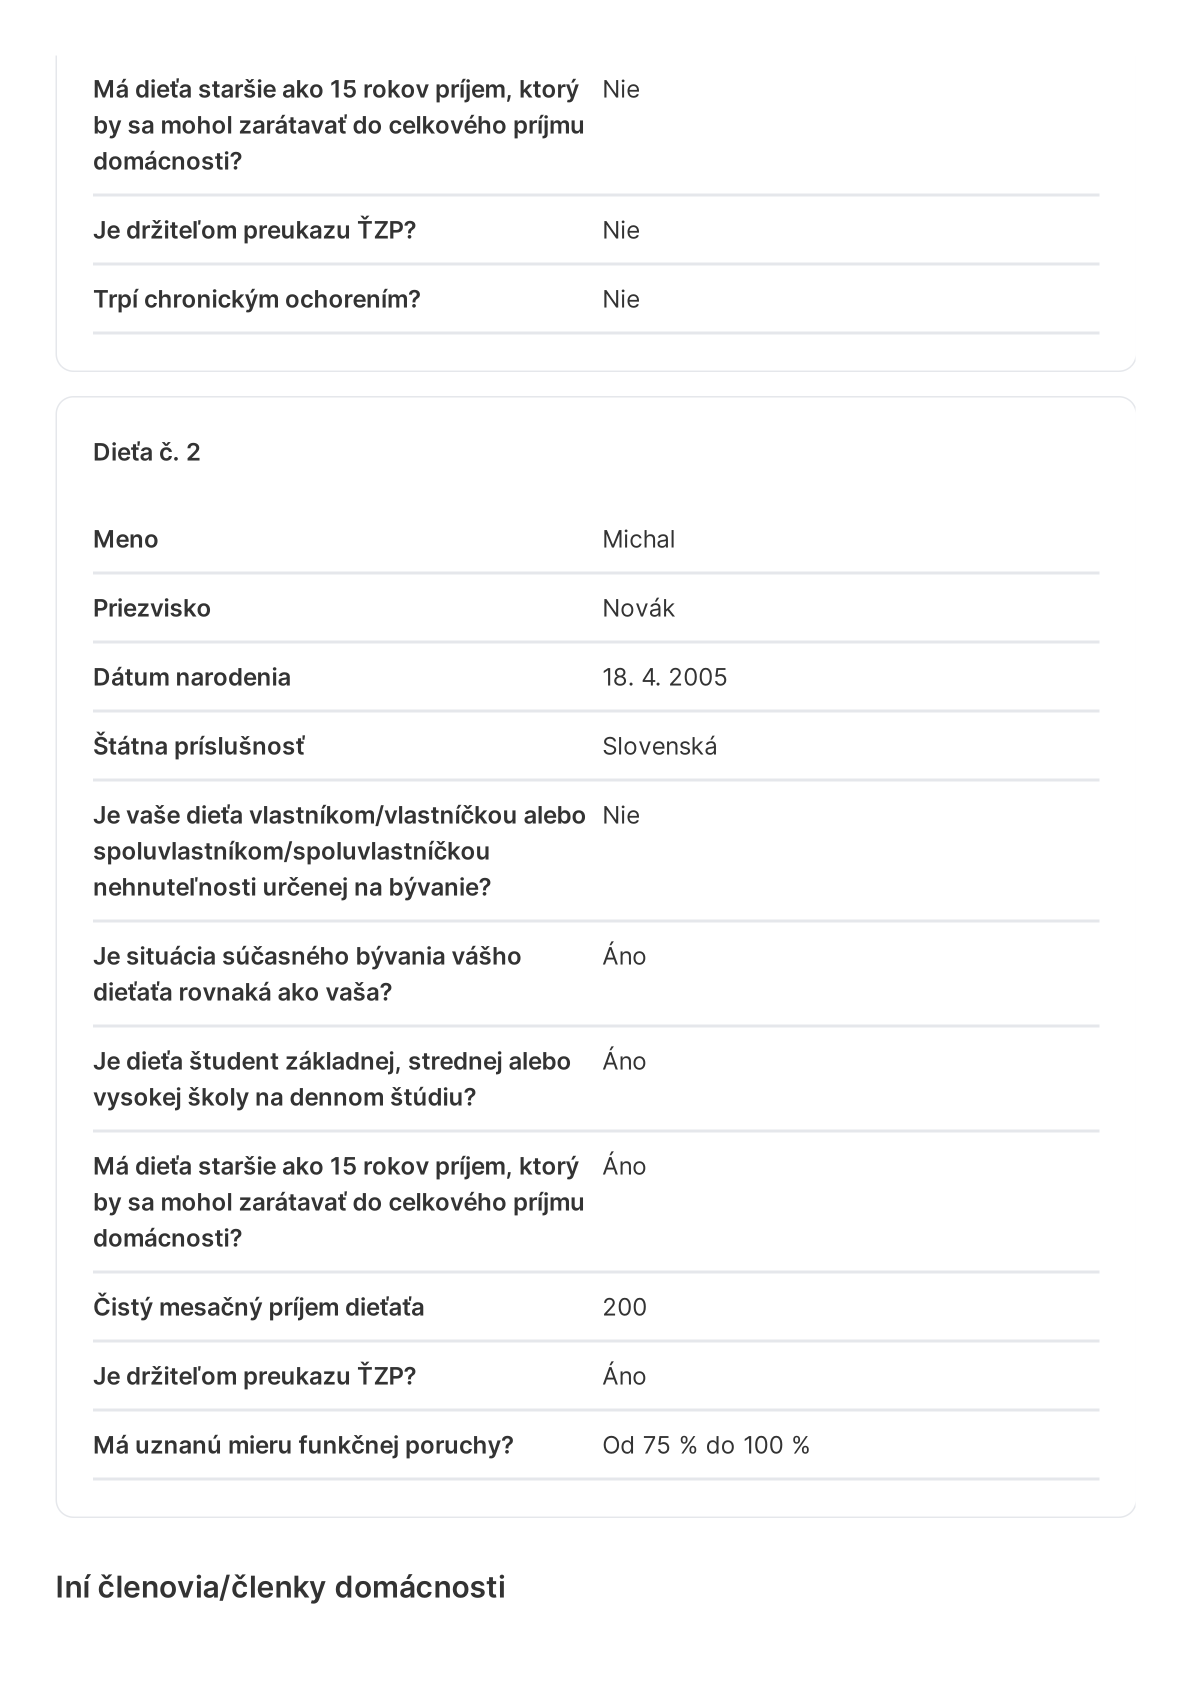 Má dieťa staršie ako 15 rokov príjem, ktorý Nie
by sa mohol zarátavať do celkového príjmu
domácnosti?
Je držiteľom preukazu ŤZP? Nie
Trpí chronickým ochorením? Nie
Dieťa č. 2
Meno Michal
Priezvisko Novák
Dátum narodenia 18. 4. 2005
Štátna príslušnosť Slovenská
Je vaše dieťa vlastníkom/vlastníčkou alebo Nie
spoluvlastníkom/spoluvlastníčkou
nehnuteľnosti určenej na bývanie?
Je situácia súčasného bývania vášho Áno
dieťaťa rovnaká ako vaša?
Je dieťa študent základnej, strednej alebo Áno
vysokej školy na dennom štúdiu?
Má dieťa staršie ako 15 rokov príjem, ktorý Áno
by sa mohol zarátavať do celkového príjmu
domácnosti?
Čistý mesačný príjem dieťaťa 200
Je držiteľom preukazu ŤZP? Áno
Má uznanú mieru funkčnej poruchy? Od 75 % do 100 %
Iní členovia/členky domácnosti